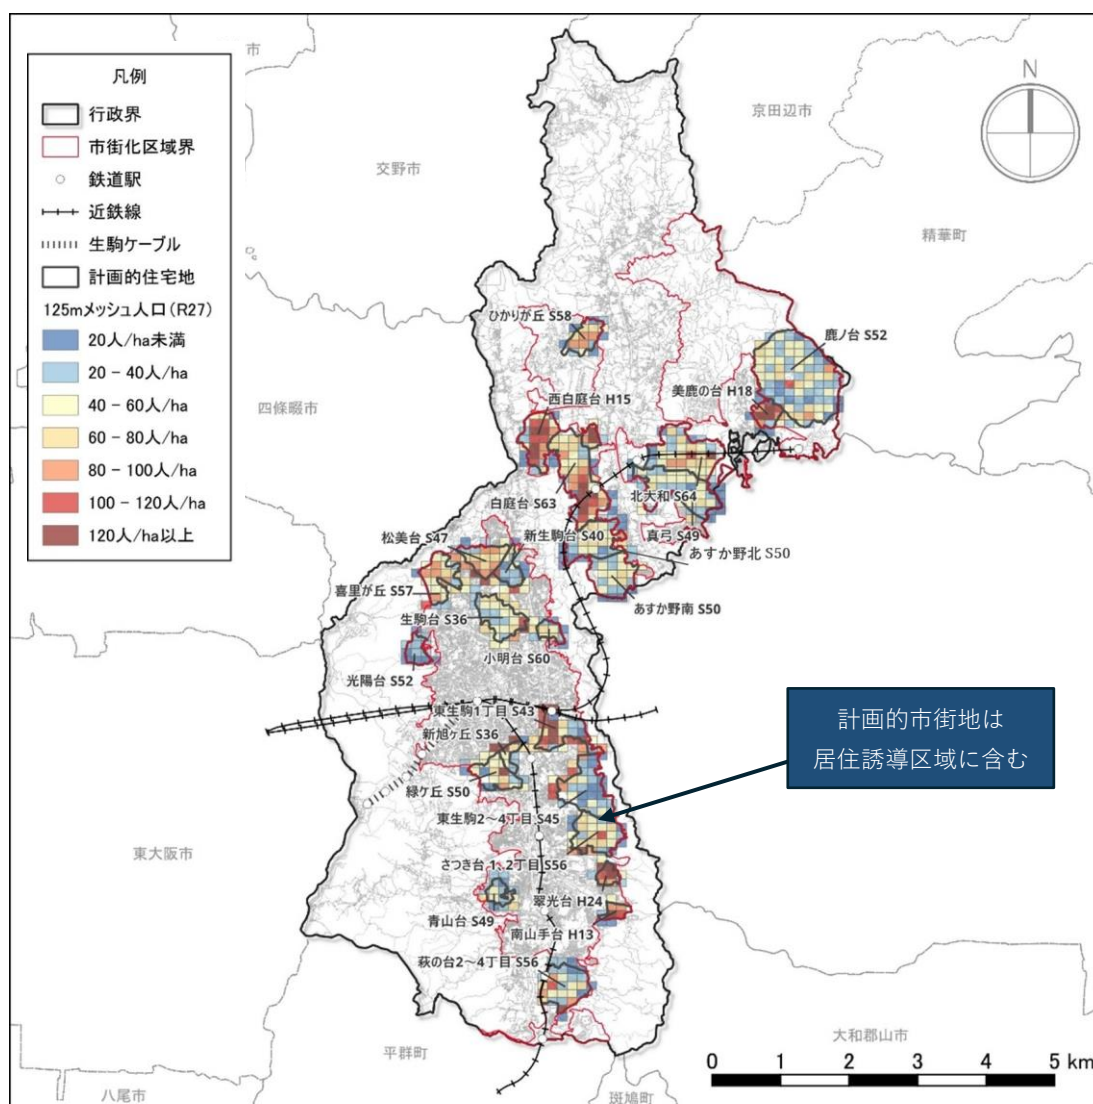 市
凡例
行政界
市街化区域界
鉄道駅
近鉄線
生駒ケーブル
計画的住宅地
125mメッシュ人口（R27）
20人/ha未満
20 − 40人/ha
40 − 60人/ha
60 − 80人/ha
80 − 100人/ha
100 − 120人/ha
120人/ha以上
N
京田辺市
交野市
精華町
ひかりが丘 S58
鹿ノ台 S52
美鹿の台 H18
四條畷市
西白庭台 H15
白庭台 S63
北大和 S64
松美台 S47
新生駒台 S40
真弓 S49
あすか野北 S50
喜里が丘 S57
あすか野南 S50
生駒台 S36
小明台 S60
光陽台 S52
東生駒1丁目 S43
新旭ヶ丘 S36
計画的市街地は
居住誘導区域に含む
緑ケ丘 S50
東生駒2～4丁目 S45
東大阪市
さつき台 1、2丁目 S56
翠光台 H24
青山台 S49
南山手台 H13
萩の台2～4丁目 S56
大和郡山市
平群町
0 1 2 3 4 5 km
八尾市
斑鳩町